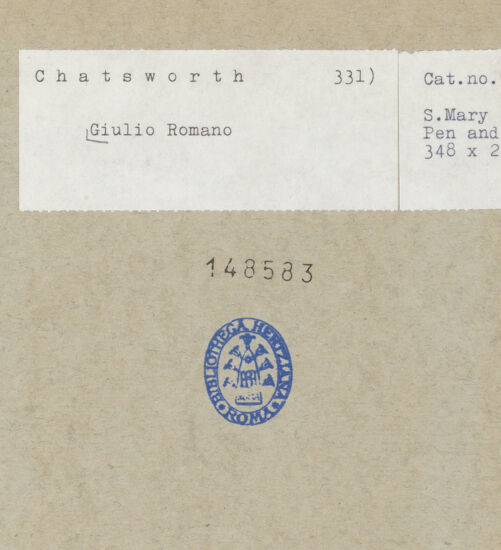 Chatsworth 331)
Giulio Romano
Cat.no.
S.Mary
Pen and
348 x 2
148583
BIBLIOTHECA HERTZIANA
ROMA